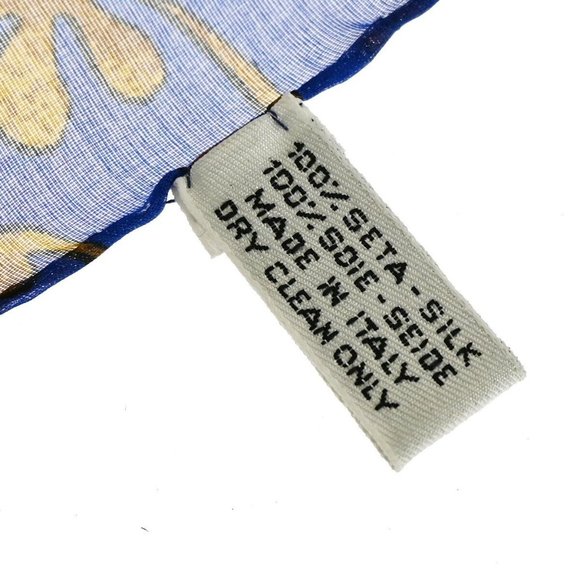 100% SETA - SILK
100% SOIE - SEIDE
MADE IN ITALY
DRY CLEAN ONLY